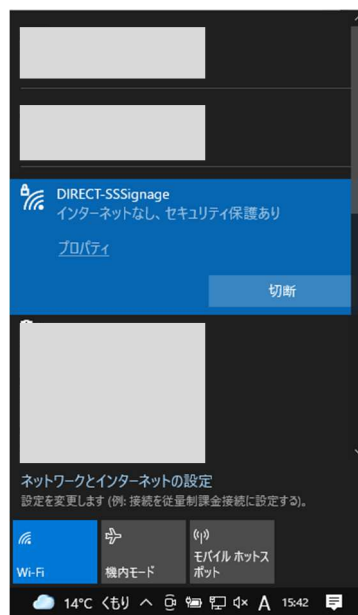 DIRECT-SSSignage
インターネットなし、セキュリティ保護あり
プロパティ
切断
ネットワークとインターネットの設定
設定を変更します (例: 接続を従量制課金接続に設定する)。
Wi-Fi
機内モード
モバイル ホットス
ポット
14°C くもり A 15:42